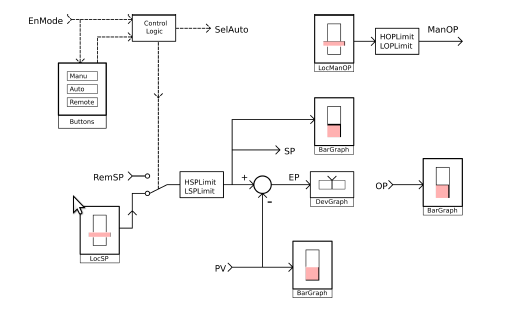 EnMode
Control
Logic
SelAuto
HOPLimit
LOPLimit
ManOP
LocManOP
Manu
Auto
Remote
Buttons
BarGraph
SP
RemSP
HSPLimit
LSPLimit
+
-
EP
DevGraph
OP
BarGraph
LocSP
PV
BarGraph